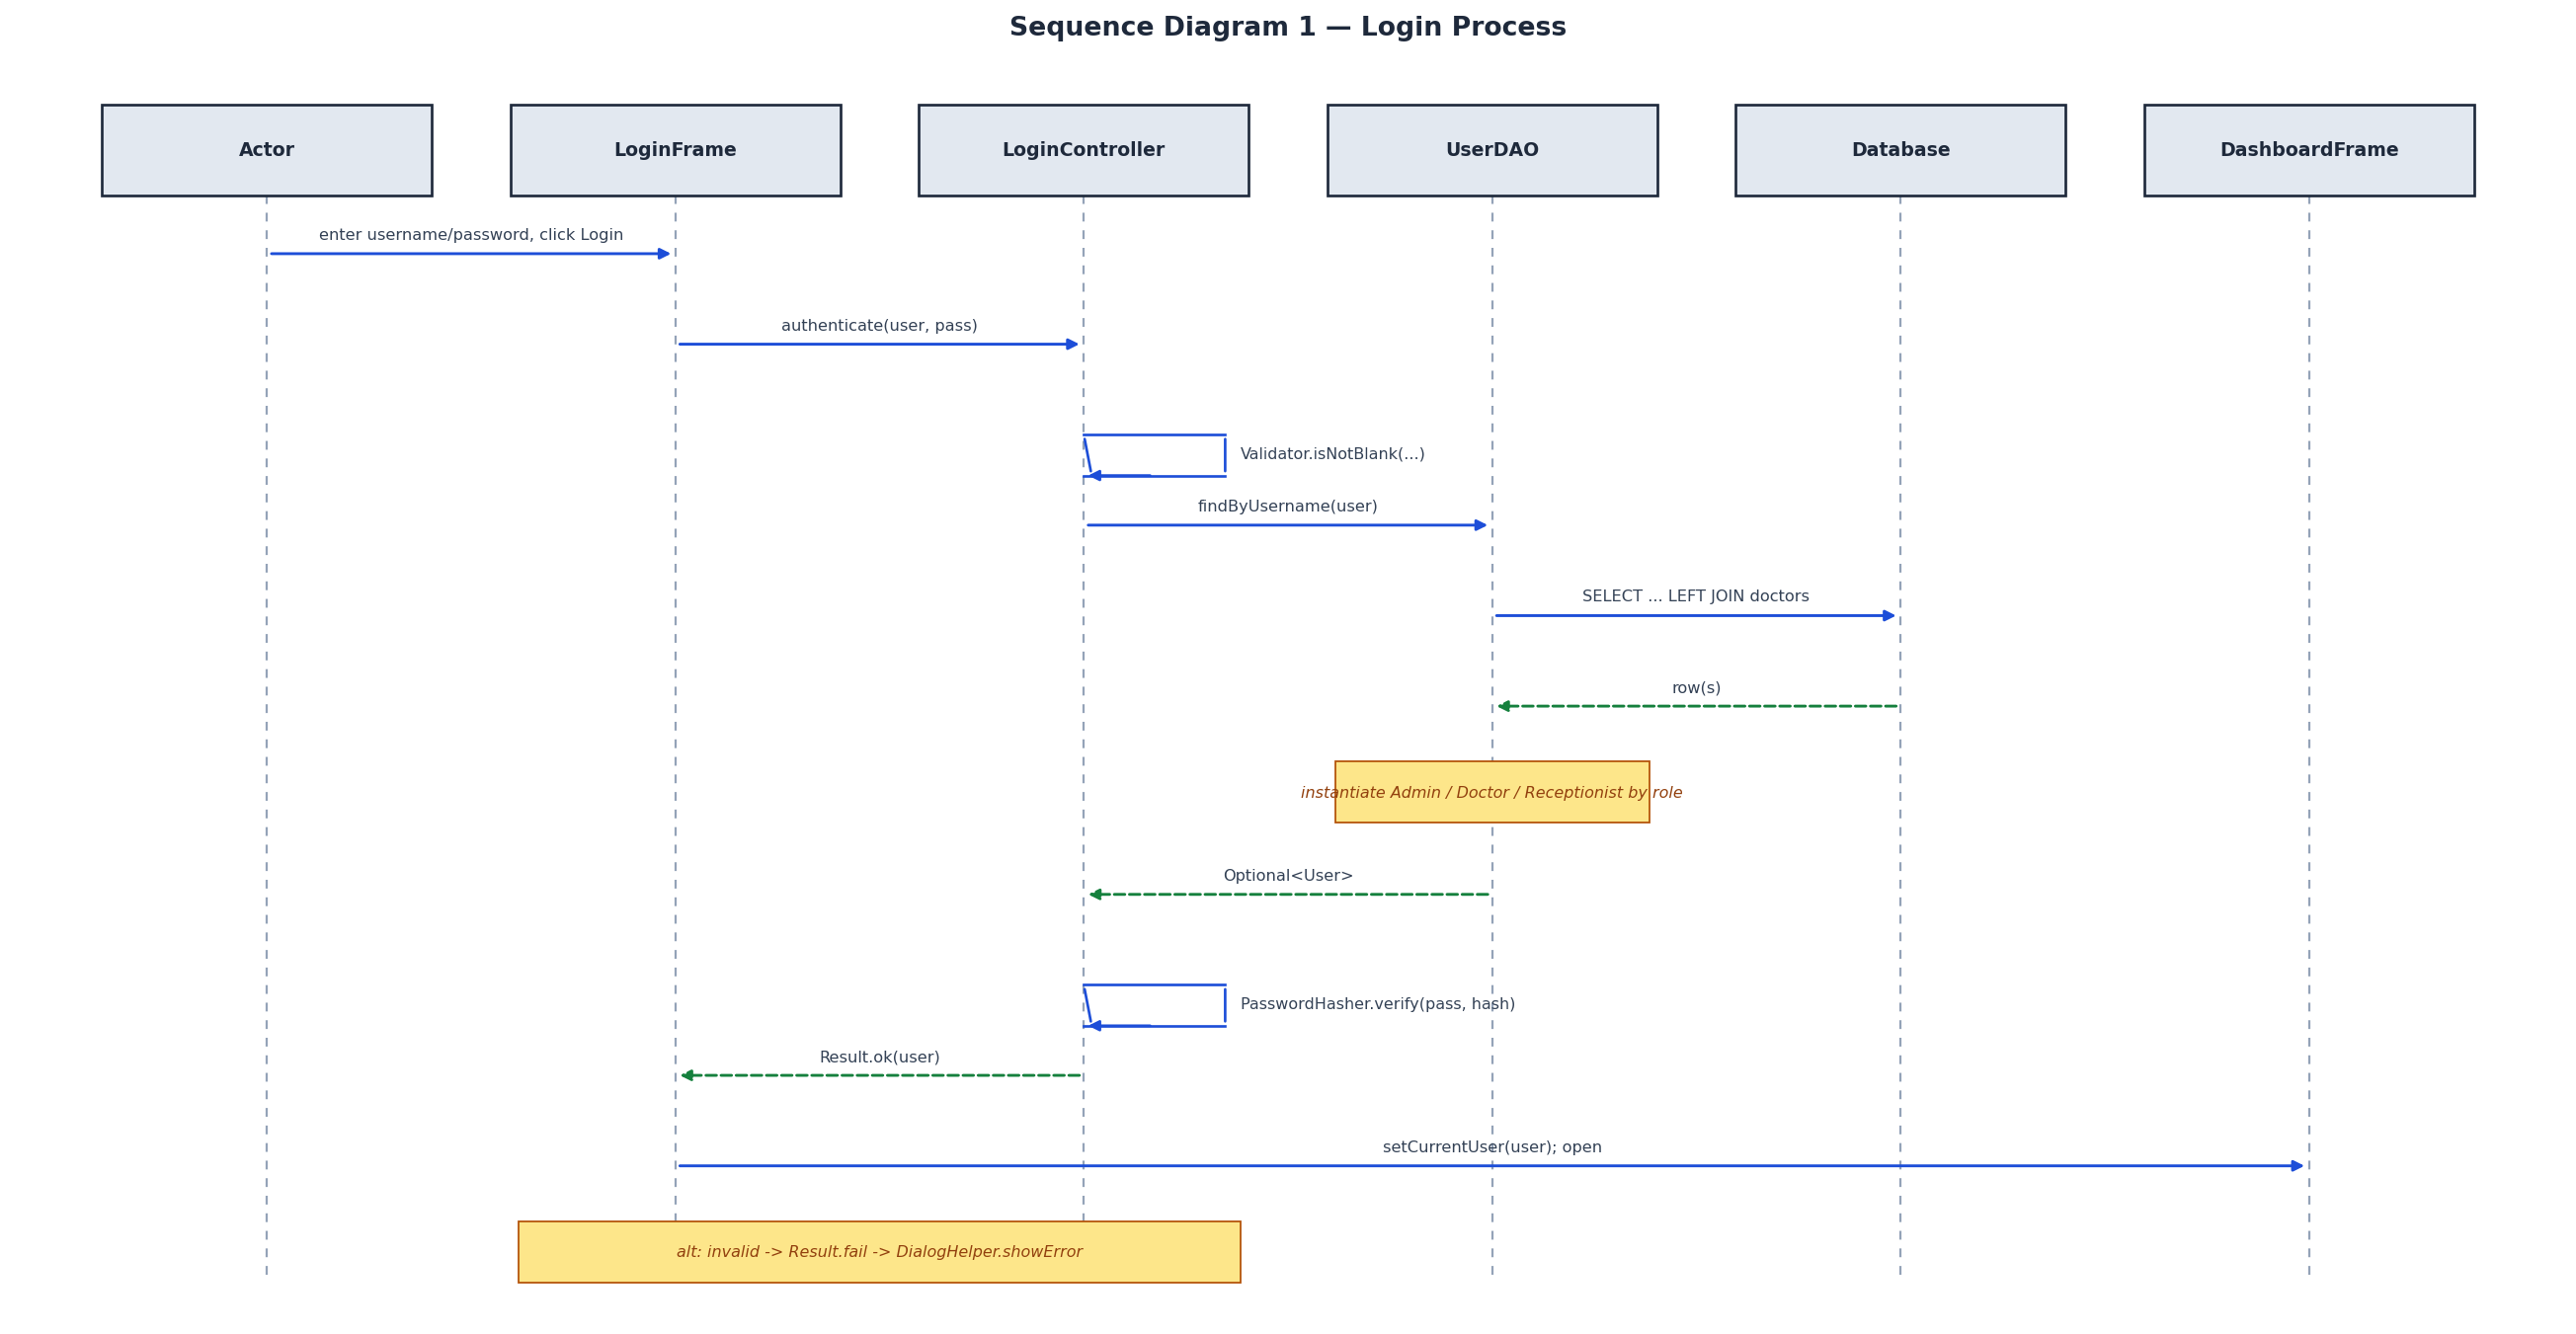 Sequence Diagram 1 — Login Process
Actor
LoginFrame
LoginController
UserDAO
Database
DashboardFrame
enter username/password, click Login
authenticate(user, pass)
Validator.isNotBlank(...)
findByUsername(user)
SELECT ... LEFT JOIN doctors
row(s)
instantiate Admin / Doctor / Receptionist by role
Optional<User>
PasswordHasher.verify(pass, hash)
Result.ok(user)
setCurrentUser(user); open
alt: invalid -> Result.fail -> DialogHelper.showError